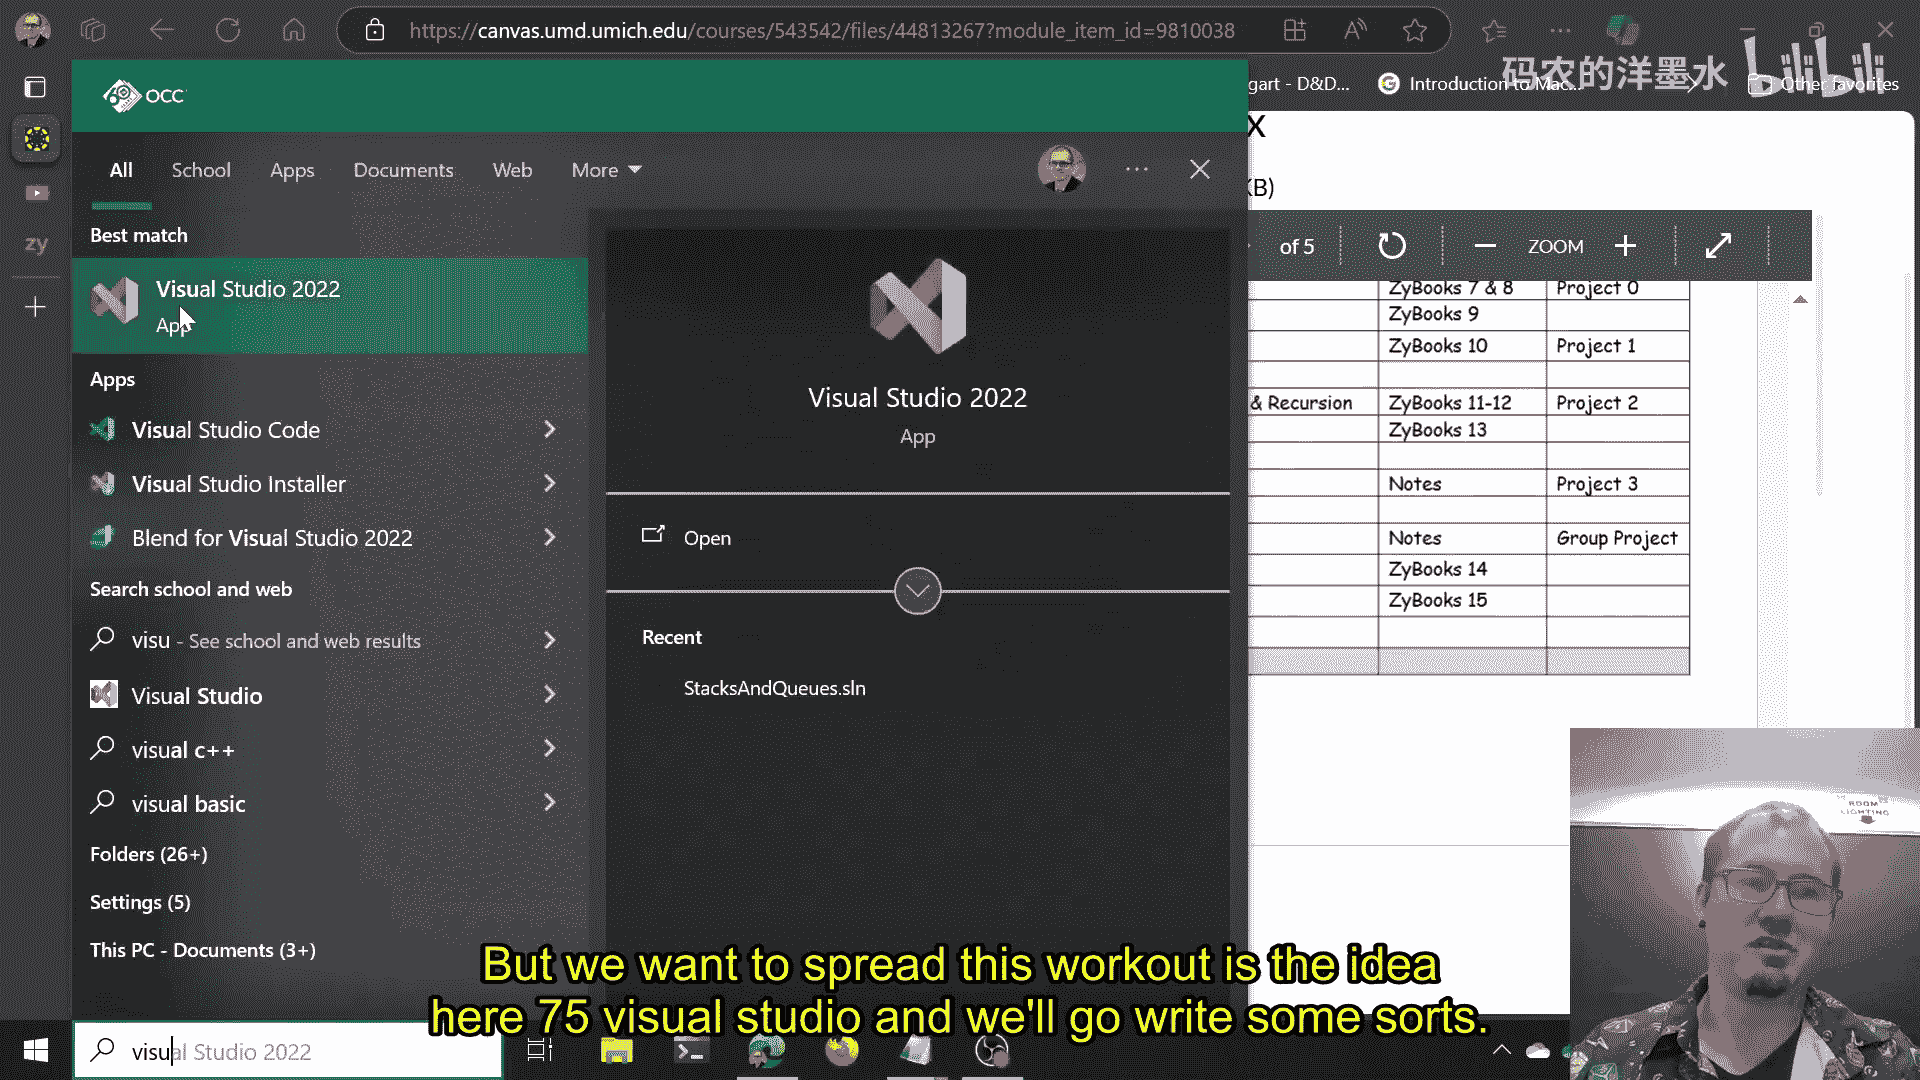 https://canvas.umd.umich.edu/courses/543542/files/44813267?module_item_id=9810038
码农的洋墨水 bilibili
gart - D&D...
Introduction to Mac...
Other favorites
OCC
X
All School Apps Documents Web More
KB)
of 5 ZOOM
Best match
Visual Studio 2022
App
Apps
Visual Studio Code
Visual Studio Installer
Blend for Visual Studio 2022
Search school and web
visu - See school and web results
Visual Studio
visual c++
visual basic
Folders (26+)
Settings (5)
This PC - Documents (3+)
Visual Studio 2022
App
Open
Recent
StacksAndQueues.sln
ZyBooks 7 & 8 Project 0
ZyBooks 9
ZyBooks 10 Project 1
& Recursion ZyBooks 11-12 Project 2
ZyBooks 13
Notes Project 3
Notes Group Project
ZyBooks 14
ZyBooks 15
ROOM
LIGHTING
zy
But we want to spread this workout is the idea
here 75 visual studio and we'll go write some sorts.
visual Studio 2022